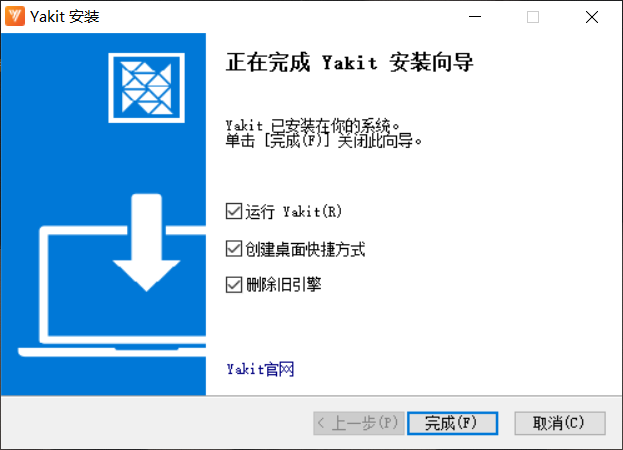 Yakit 安装
正在完成 Yakit 安装向导
Yakit 已安装在你的系统。
单击 [完成(F)] 关闭此向导。
运行 Yakit(R)
创建桌面快捷方式
删除旧引擎
Yakit官网
< 上一步(P)
完成(F)
取消(C)